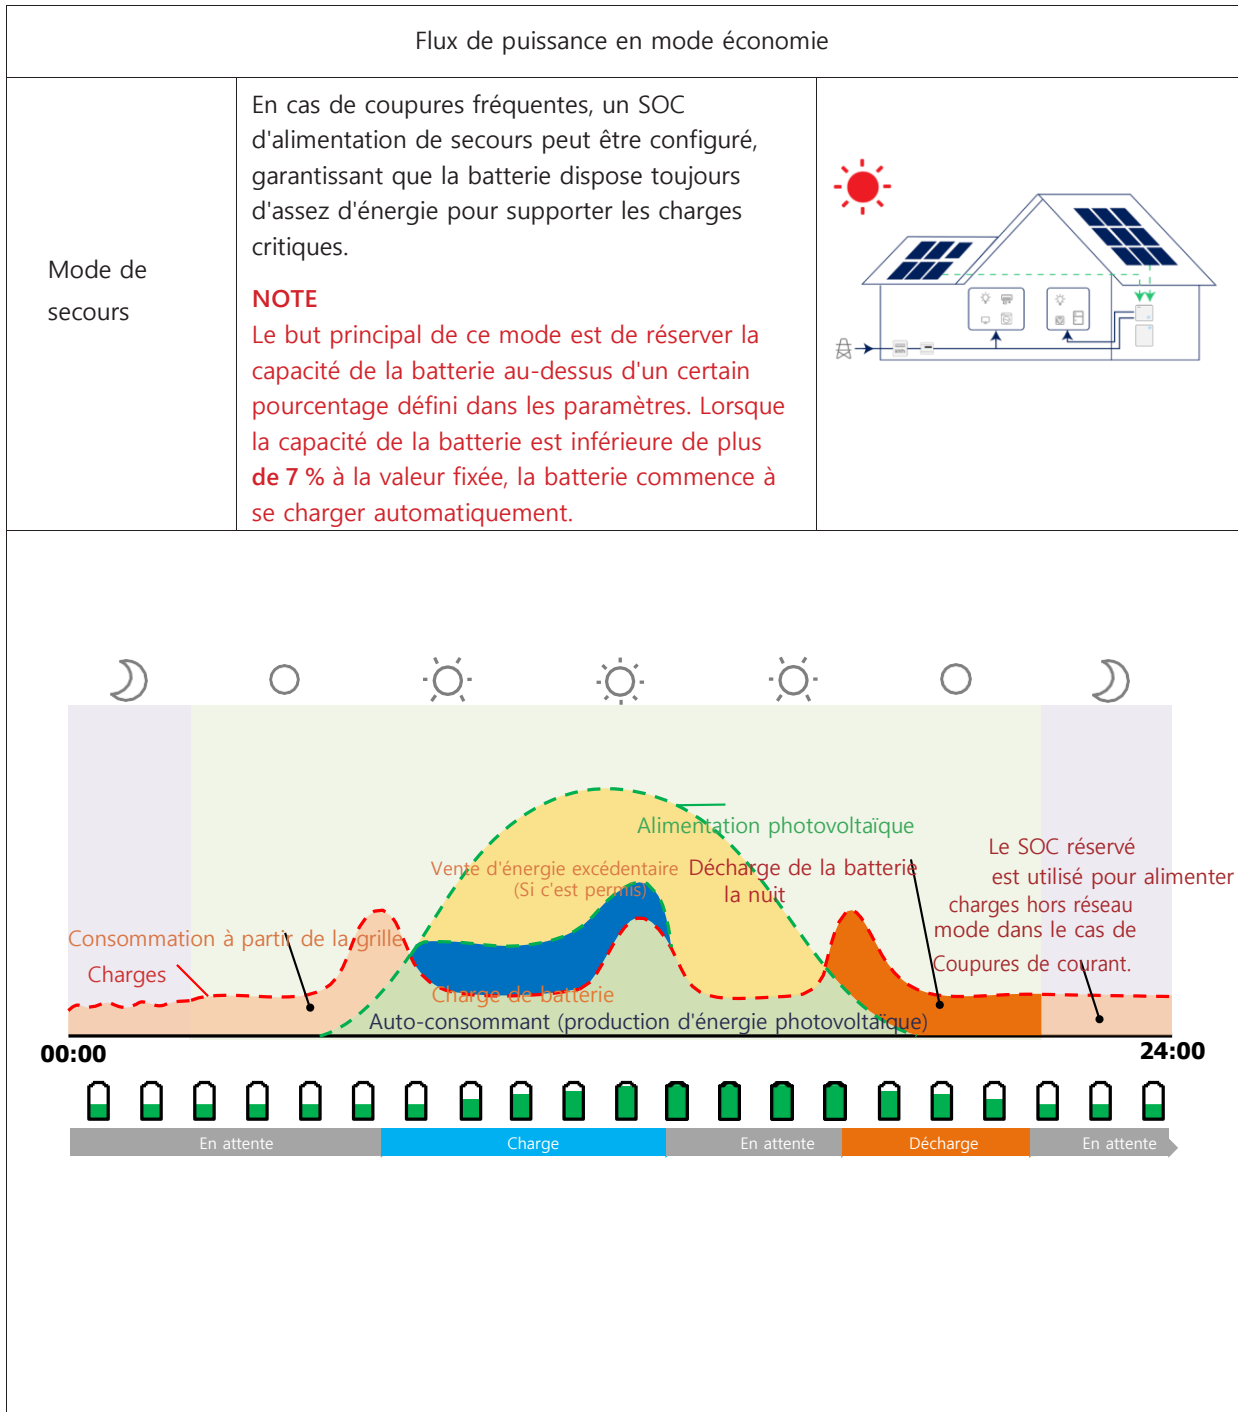 Flux de puissance en mode économie
Mode de
secours
En cas de coupures fréquentes, un SOC
d'alimentation de secours peut être configuré,
garantissant que la batterie dispose toujours
d'assez d'énergie pour supporter les charges
critiques.
NOTE
Le but principal de ce mode est de réserver la
capacité de la batterie au-dessus d'un certain
pourcentage défini dans les paramètres. Lorsque
la capacité de la batterie est inférieure de plus
de 7 % à la valeur fixée, la batterie commence à
se charger automatiquement.
Alimentation photovoltaïque
Vente d'énergie excédentaire
(Si c'est permis)
Décharge de la batterie
la nuit
Le SOC réservé
est utilisé pour alimenter
charges hors réseau
mode dans le cas de
Coupures de courant.
Consommation à partir de la grille
Charges
Charge de batterie
Auto-consommant (production d'énergie photovoltaïque)
00:00
24:00
En attente
Charge
En attente
Décharge
En attente